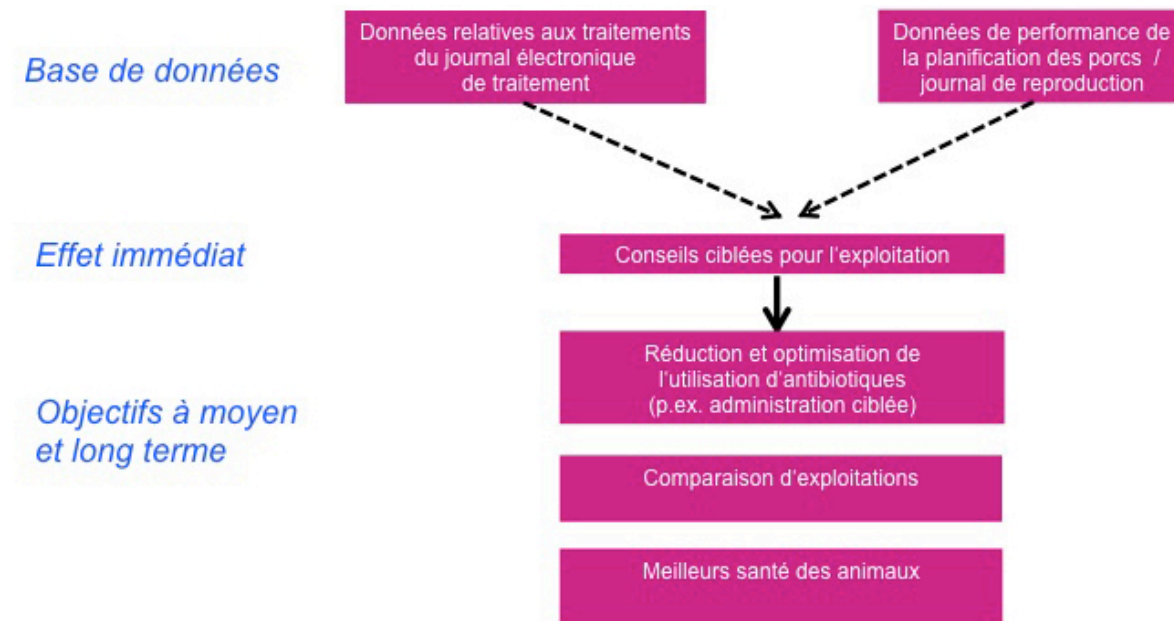 Base de données
Données relatives aux traitements
du journal électronique
de traitement
Données de performance de
la planification des porcs /
journal de reproduction
Effet immédiat
Conseils ciblées pour l'exploitation
Objectifs à moyen
et long terme
Réduction et optimisation de
l'utilisation d'antibiotiques
(p.ex. administration ciblée)
Comparaison d'exploitations
Meilleurs santé des animaux